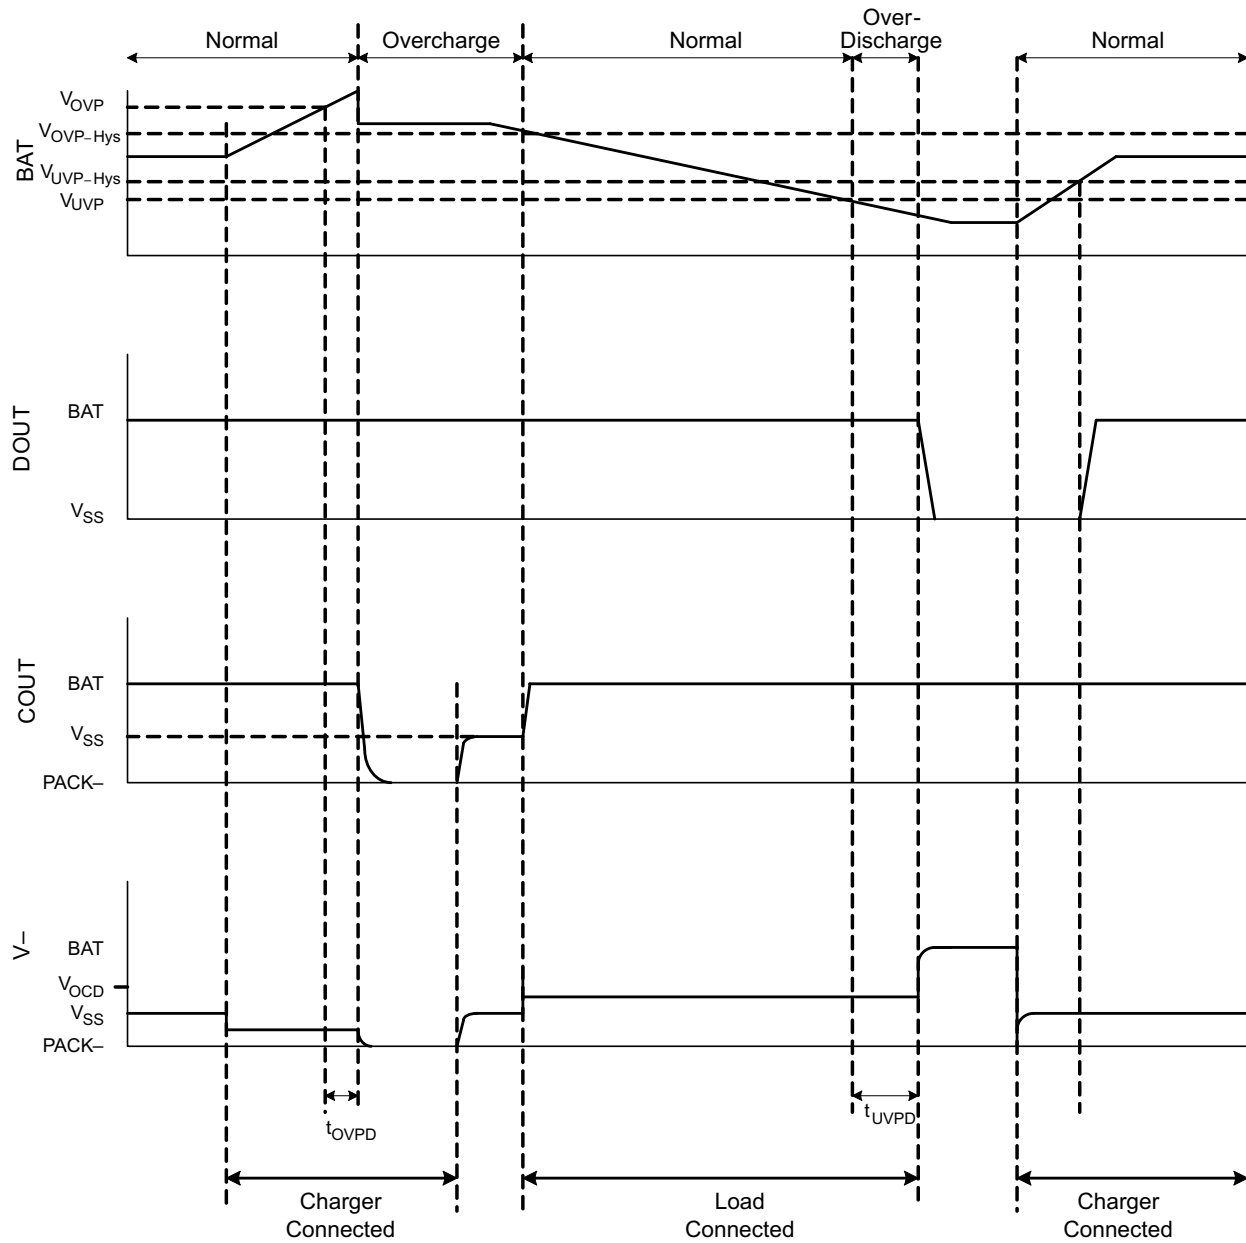 Normal
Overcharge
Normal
Over-
Discharge
Normal
BAT
VOVP
VOVP–Hys
VUVP–Hys
VUVP
DOUT
BAT
VSS
COUT
BAT
VSS
PACK–
V–
BAT
VOCD
VSS
PACK–
tOVPD
tUVPD
Charger
Connected
Load
Connected
Charger
Connected